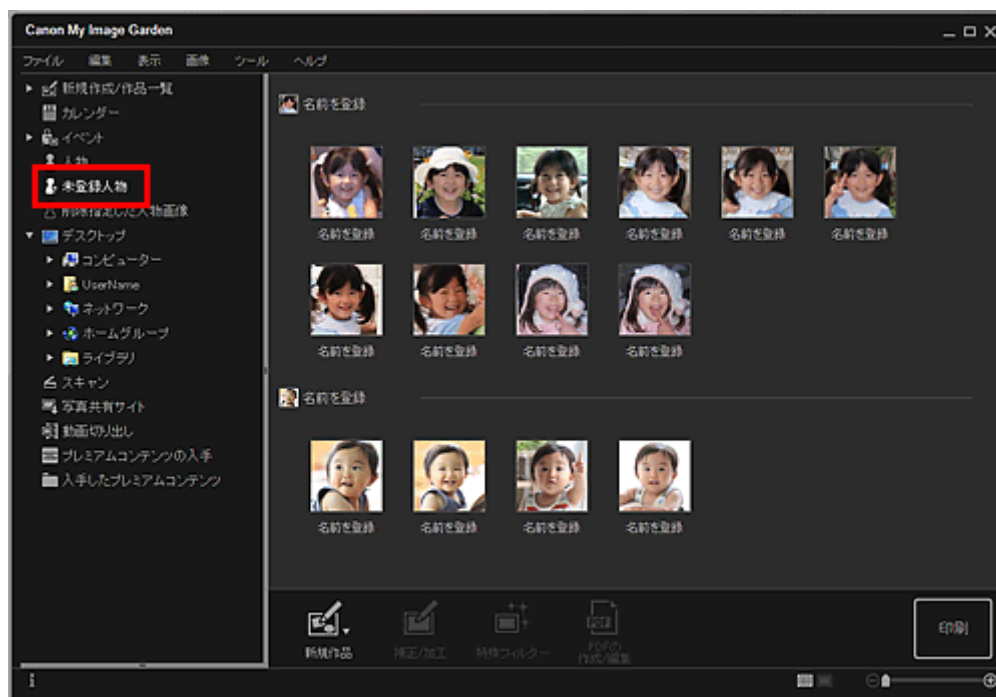 Canon My Image Garden
ファイル 編集 表示 画像 ツール ヘルプ
新規作成/作品一覧
カレンダー
イベント
人物
未登録人物
削除指定した人物画像
デスクトップ
コンピューター
UserName
ネットワーク
ホームグループ
ライブラリ
スキャン
写真共有サイト
動画切り出し
プレミアムコンテンツの入手
入手したプレミアムコンテンツ
名前を登録
名前を登録 名前を登録 名前を登録 名前を登録 名前を登録 名前を登録
名前を登録 名前を登録 名前を登録 名前を登録
名前を登録
名前を登録 名前を登録 名前を登録 名前を登録
PDF
新規作品 補正/加工 特殊フィルター PDFの
作成/編集
印刷